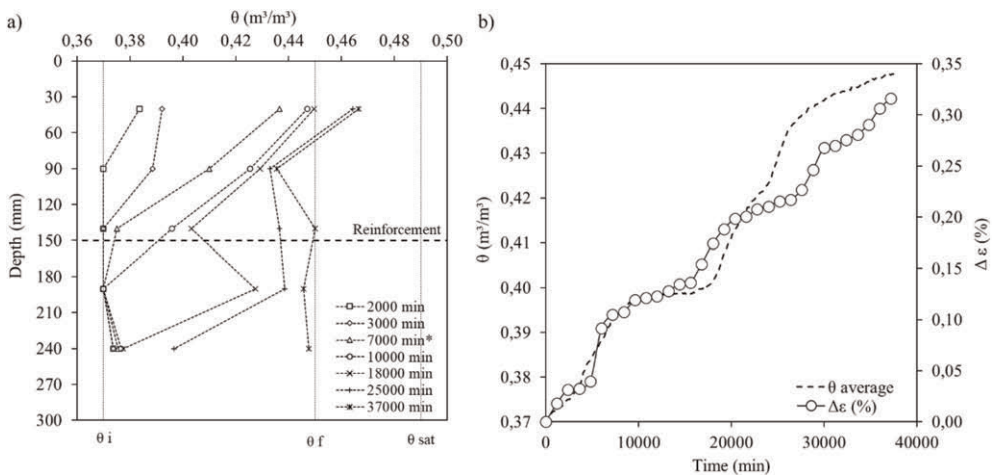 a)
θ (m³/m³)
0,36 0,38 0,40 0,42 0,44 0,46 0,48 0,50
0
30
60
90
120
150
180
210
240
270
300
Depth (mm)
Reinforcement
2000 min
3000 min
7000 min*
10000 min
18000 min
25000 min
37000 min
θ i
θ f
θ sat
b)
0,45
0,44
0,43
0,42
0,41
0,40
0,39
0,38
0,37
θ (m³/m³)
0,35
0,30
0,25
0,20
0,15
0,10
0,05
0,00
Δ ε (%)
θ average
Δε (%)
0 10000 20000 30000 40000
Time (min)